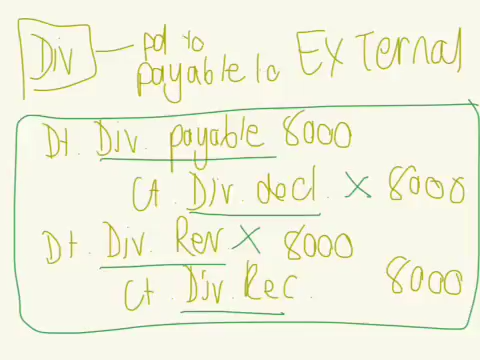 Div — pd to
payable to External
Dt. Div. payable 8000
Ct Div. decl. X 8000
Dt. Div. Rev X 8000
Ct Div. Rec. 8000